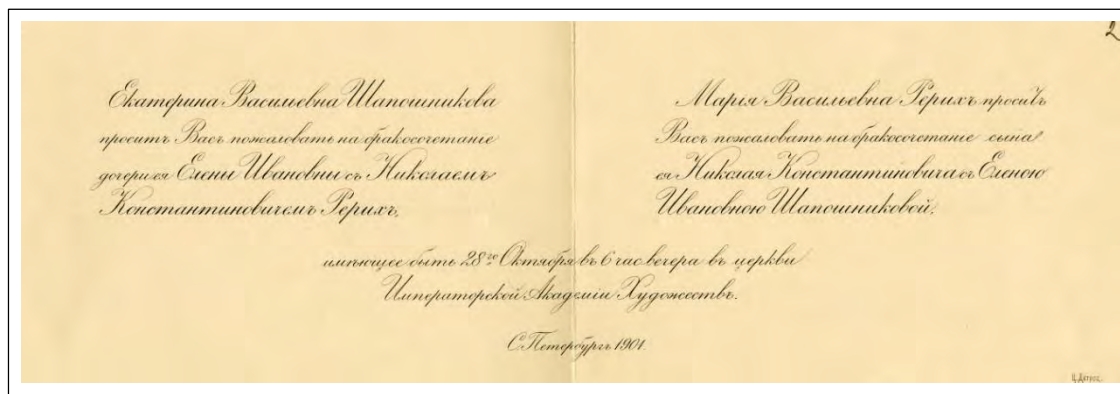 2
Екатерина Васильевна Шапошникова
проситъ Васъ пожаловать на бракосочетаніе
дочери ея Елены Ивановны съ Николаемъ
Константиновичемъ Рерихъ,
Марія Васильевна Рерихъ проситъ
Васъ пожаловать на бракосочетаніе сына
ея Николая Константиновича съ Еленою
Ивановною Шапошниковой,
имѣющее быть 28го Октября въ 6 час вечера въ церкви
Императорской Академіи Художествъ.
С.Петербургъ 1901.